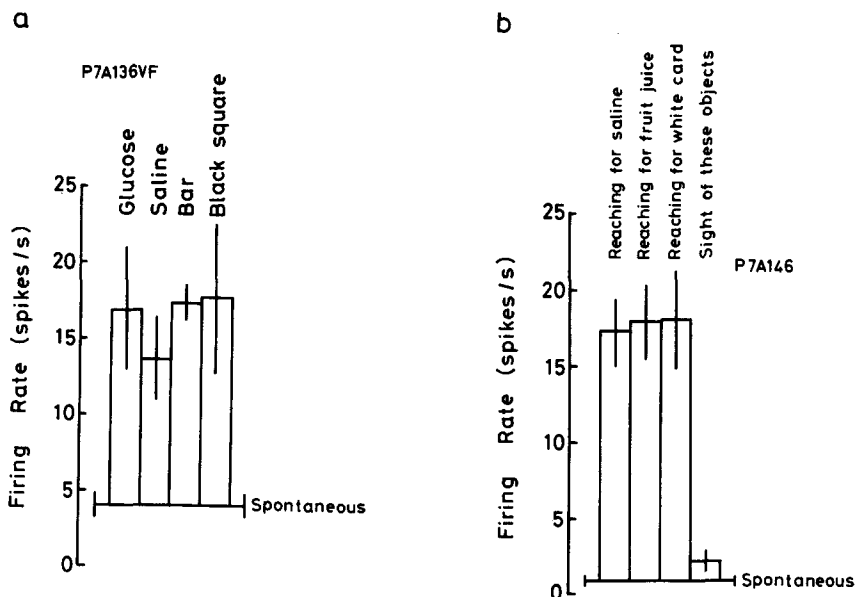 a
P7A136VF
Glucose
Saline
Bar
Black square
Firing Rate (spikes/s)
25
20
15
10
5
0
Spontaneous
b
Reaching for saline
Reaching for fruit juice
Reaching for white card
Sight of these objects
P7A146
Firing Rate (spikes/s)
25
20
15
10
5
0
Spontaneous